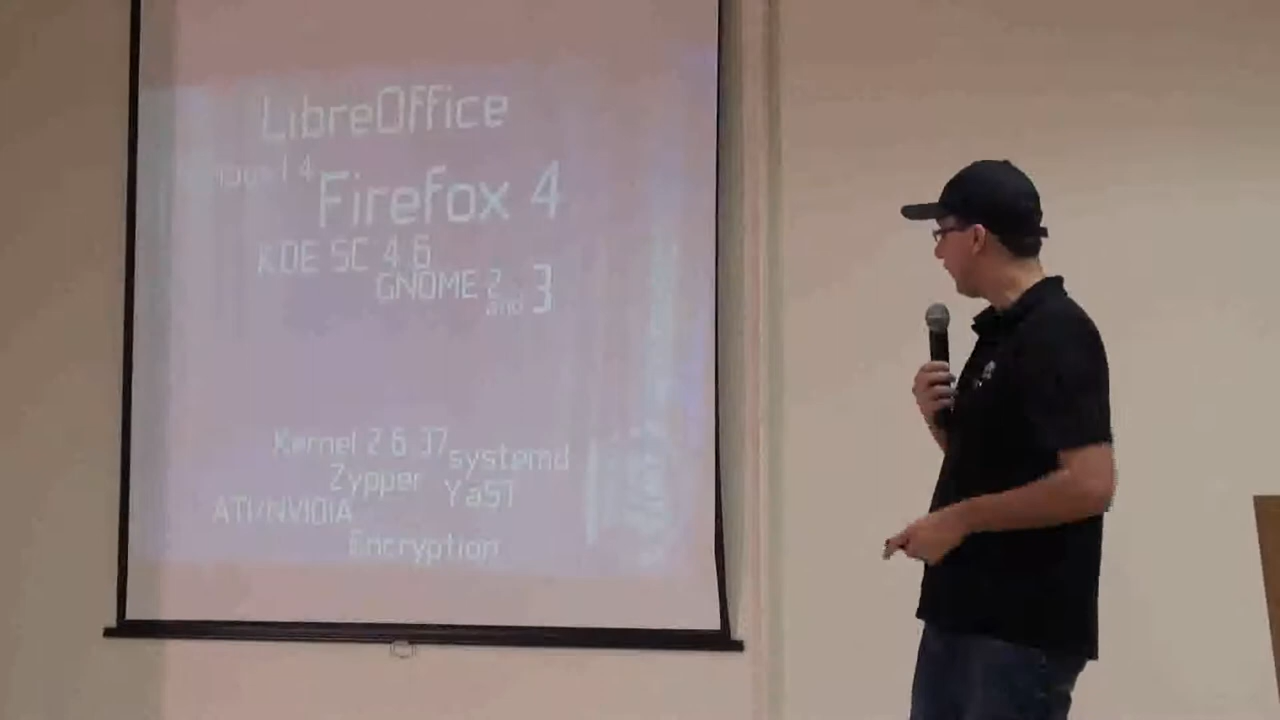 LibreOffice
Firefox 4
KDE SC 4.6
GNOME 2 and 3
Kernel 2.6.37
systemd
Zypper
YaST
ATI/NVIDIA
Encryption